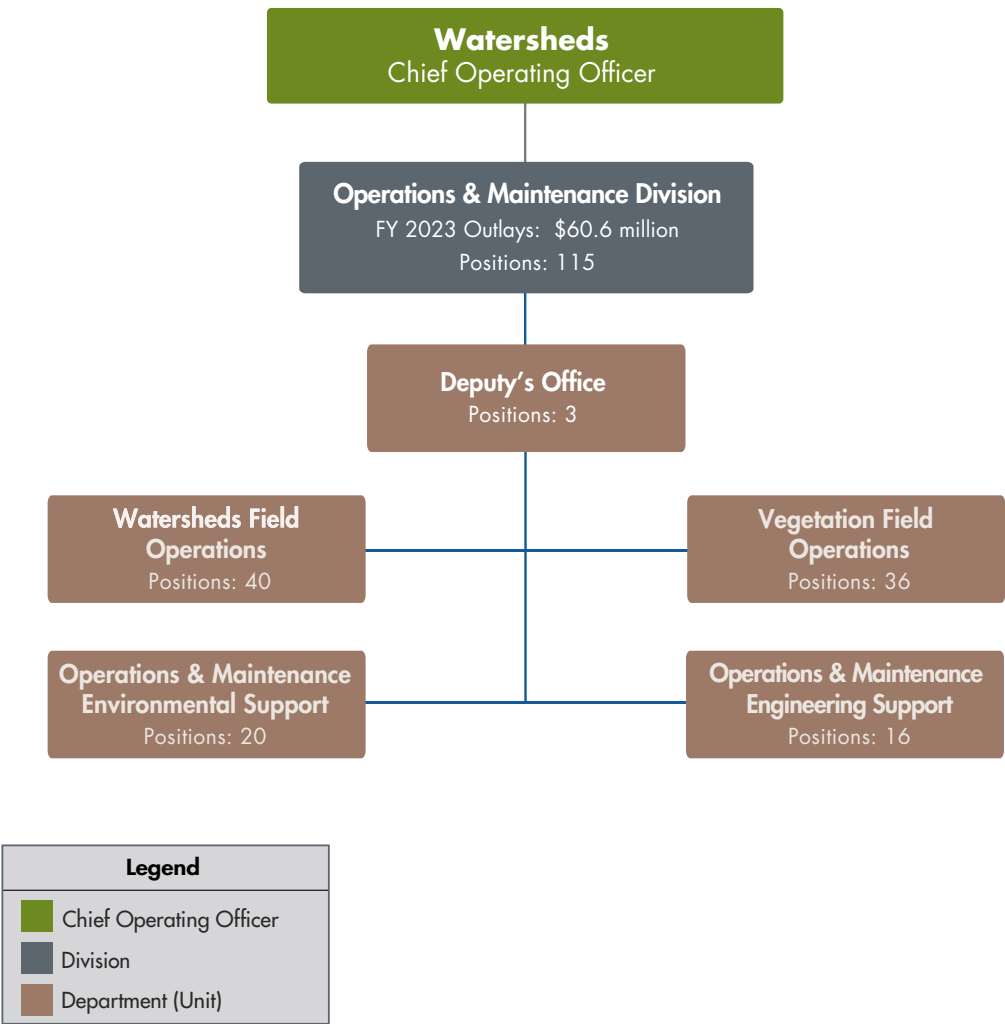 Watersheds
Chief Operating Officer
Operations & Maintenance Division
FY 2023 Outlays: $60.6 million
Positions: 115
Deputy’s Office
Positions: 3
Watersheds Field
Operations
Positions: 40
Vegetation Field
Operations
Positions: 36
Operations & Maintenance
Environmental Support
Positions: 20
Operations & Maintenance
Engineering Support
Positions: 16
Legend
Chief Operating Officer
Division
Department (Unit)